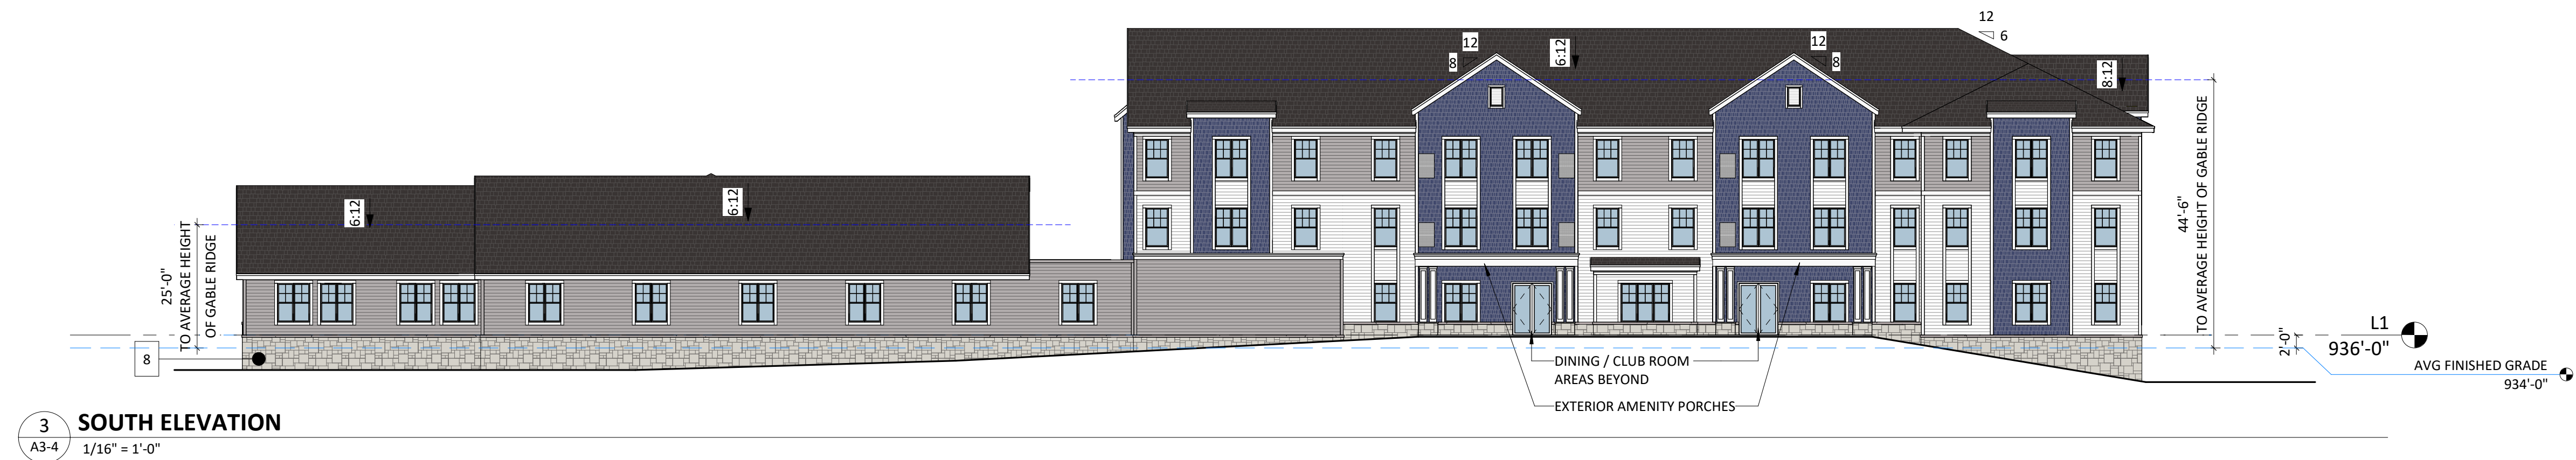 12
6
12
8
6:12
12
8
8:12
6:12
6:12
25'-0"
TO AVERAGE HEIGHT
OF GABLE RIDGE
44'-6"
TO AVERAGE HEIGHT OF GABLE RIDGE
2'-0"
L1
936'-0"
AVG FINISHED GRADE
934'-0"
8
DINING / CLUB ROOM
AREAS BEYOND
EXTERIOR AMENITY PORCHES
3
A3-4
SOUTH ELEVATION
1/16" = 1'-0"